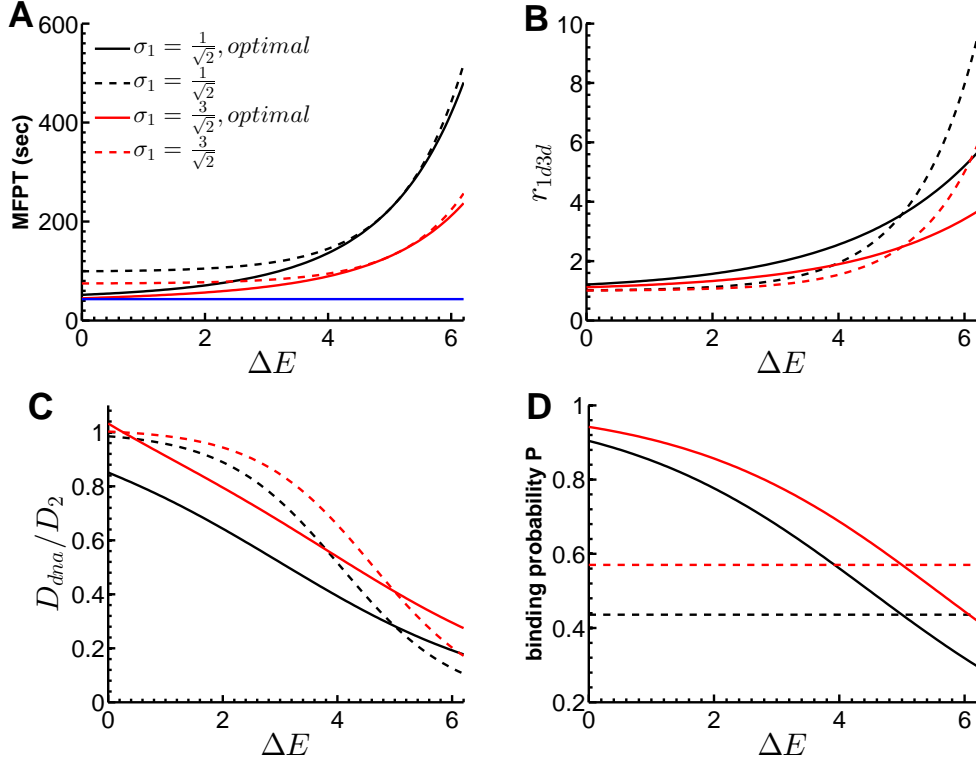 A
MFPT (sec)
600
400
200
0
0 2 4 6
ΔE
σ₁ = 1/√2, optimal
σ₁ = 1/√2
σ₁ = 3/√2, optimal
σ₁ = 3/√2
B
r₁d3d
10
8
6
4
2
0
0 2 4 6
ΔE
C
D_dna/D₂
1
0.8
0.6
0.4
0.2
0
0 2 4 6
ΔE
D
binding probability P
1
0.8
0.6
0.4
0.2
0 2 4 6
ΔE